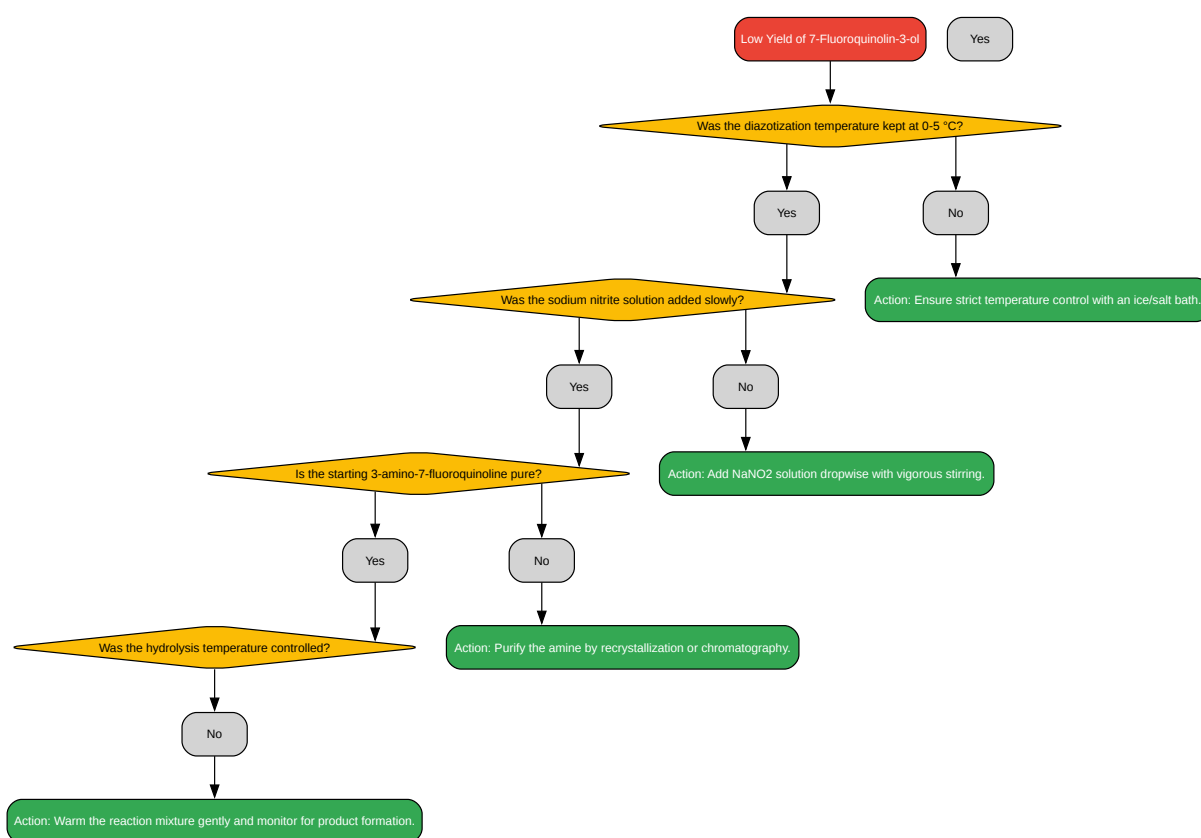 Low Yield of 7-Fluoroquinolin-3-ol
Yes
Was the diazotization temperature kept at 0-5 °C?
Yes
No
Was the sodium nitrite solution added slowly?
Action: Ensure strict temperature control with an ice/salt bath.
Yes
No
Is the starting 3-amino-7-fluoroquinoline pure?
Action: Add NaNO2 solution dropwise with vigorous stirring.
Yes
No
Was the hydrolysis temperature controlled?
Action: Purify the amine by recrystallization or chromatography.
No
Action: Warm the reaction mixture gently and monitor for product formation.